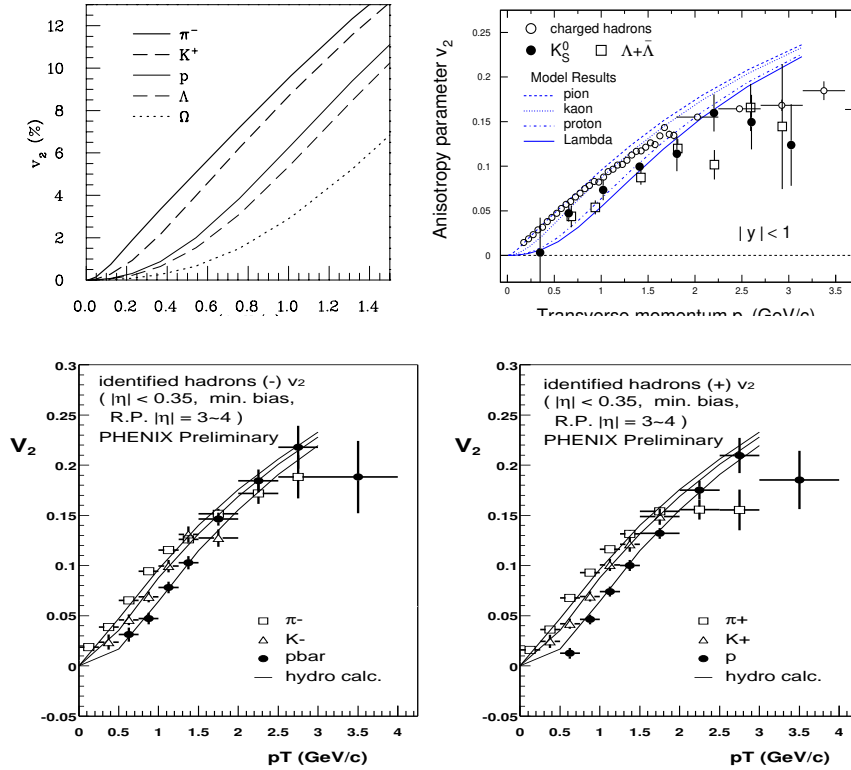 12
10
8
6
4
2
0
v₂ (%)
π⁻
K⁺
p
Λ
Ω
0.0 0.2 0.4 0.6 0.8 1.0 1.2 1.4
Anisotropy parameter v₂
0.25
0.2
0.15
0.1
0.05
0
charged hadrons
K⁰S Λ+Λ̄
Model Results
pion
kaon
proton
Lambda
| y | < 1
0 0.5 1 1.5 2 2.5 3 3.5
Transverse momentum p (GeV/c)
V₂
0.3
0.25
0.2
0.15
0.1
0.05
0
-0.05
identified hadrons (-) v₂
( |η| < 0.35, min. bias,
R.P. |η| = 3~4 )
PHENIX Preliminary
π-
K-
pbar
hydro calc.
0 0.5 1 1.5 2 2.5 3 3.5 4
pT (GeV/c)
V₂
0.3
0.25
0.2
0.15
0.1
0.05
0
-0.05
identified hadrons (+) v₂
( |η| < 0.35, min. bias,
R.P. |η| = 3~4 )
PHENIX Preliminary
π+
K+
p
hydro calc.
0 0.5 1 1.5 2 2.5 3 3.5 4
pT (GeV/c)